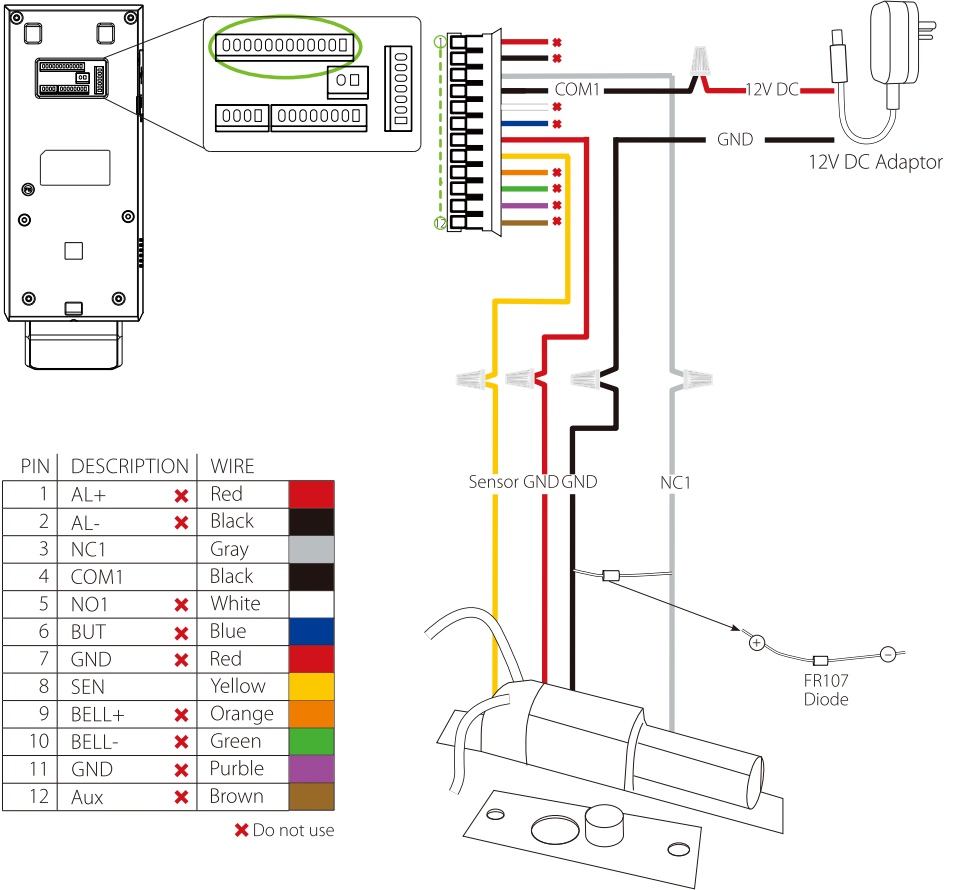 1
COM1
12V DC
GND
12V DC Adaptor
12
Sensor GND GND NC1
FR107
Diode
+
−
PIN DESCRIPTION WIRE
1 AL+ ✖ Red
2 AL- ✖ Black
3 NC1 Gray
4 COM1 Black
5 NO1 ✖ White
6 BUT ✖ Blue
7 GND ✖ Red
8 SEN Yellow
9 BELL+ ✖ Orange
10 BELL- ✖ Green
11 GND ✖ Purble
12 Aux ✖ Brown
✖ Do not use